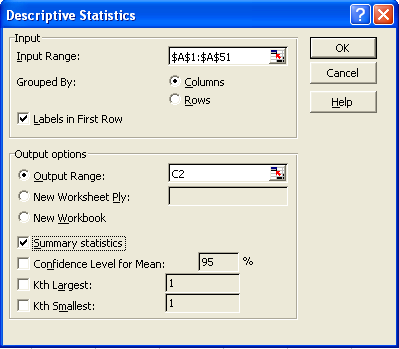 Descriptive Statistics
Input
Input Range: $A$1:$A$51
Grouped By: Columns
Rows
Labels in First Row
OK
Cancel
Help
Output options
Output Range: C2
New Worksheet Ply:
New Workbook
Summary statistics
Confidence Level for Mean: 95 %
Kth Largest: 1
Kth Smallest: 1